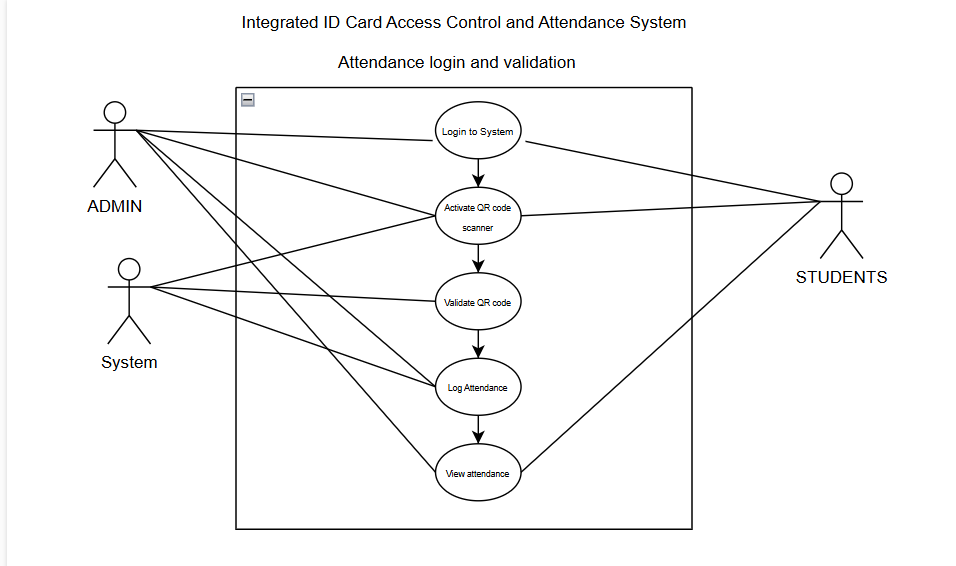 Integrated ID Card Access Control and Attendance System
Attendance login and validation
Login to System
ADMIN
Activate QR code
scanner
STUDENTS
Validate QR code
System
Log Attendance
View attendance